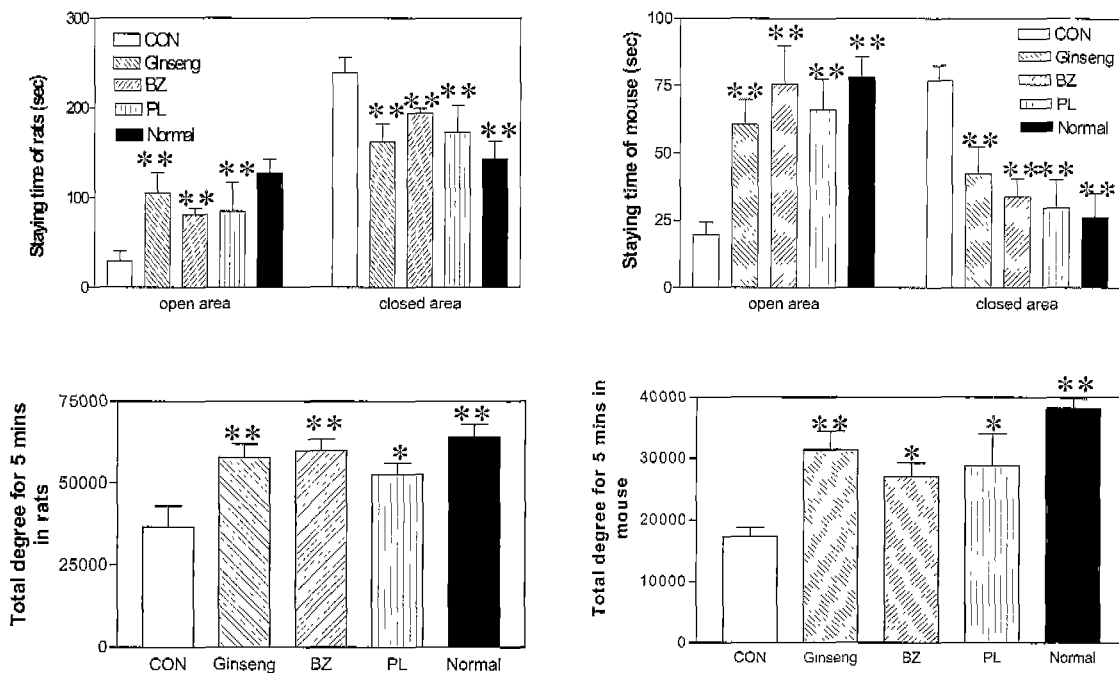 Staying time of rats (sec)
300
200
100
0
CON
Ginseng
BZ
PL
Normal
**
**
**
**
**
**
**
open area
closed area
Staying time of mouse (sec)
100
75
50
25
0
CON
Ginseng
BZ
PL
Normal
**
**
**
**
**
**
**
**
open area
closed area
Total degree for 5 mins
in rats
75000
50000
25000
0
**
**
*
**
CON Ginseng BZ PL Normal
Total degree for 5 mins in
mouse
40000
30000
20000
10000
0
**
*
*
**
CON Ginseng BZ PL Normal